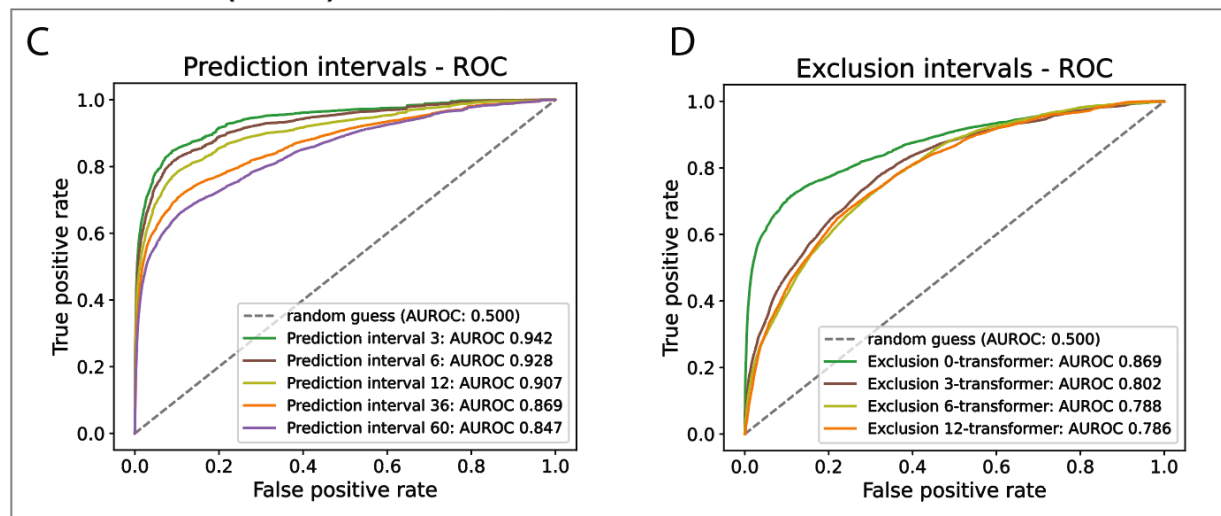 C
Prediction intervals - ROC
True positive rate
1.0
0.8
0.6
0.4
0.2
0.0
random guess (AUROC: 0.500)
Prediction interval 3: AUROC 0.942
Prediction interval 6: AUROC 0.928
Prediction interval 12: AUROC 0.907
Prediction interval 36: AUROC 0.869
Prediction interval 60: AUROC 0.847
0.0 0.2 0.4 0.6 0.8 1.0
False positive rate
D
Exclusion intervals - ROC
True positive rate
1.0
0.8
0.6
0.4
0.2
0.0
random guess (AUROC: 0.500)
Exclusion 0-transformer: AUROC 0.869
Exclusion 3-transformer: AUROC 0.802
Exclusion 6-transformer: AUROC 0.788
Exclusion 12-transformer: AUROC 0.786
0.0 0.2 0.4 0.6 0.8 1.0
False positive rate